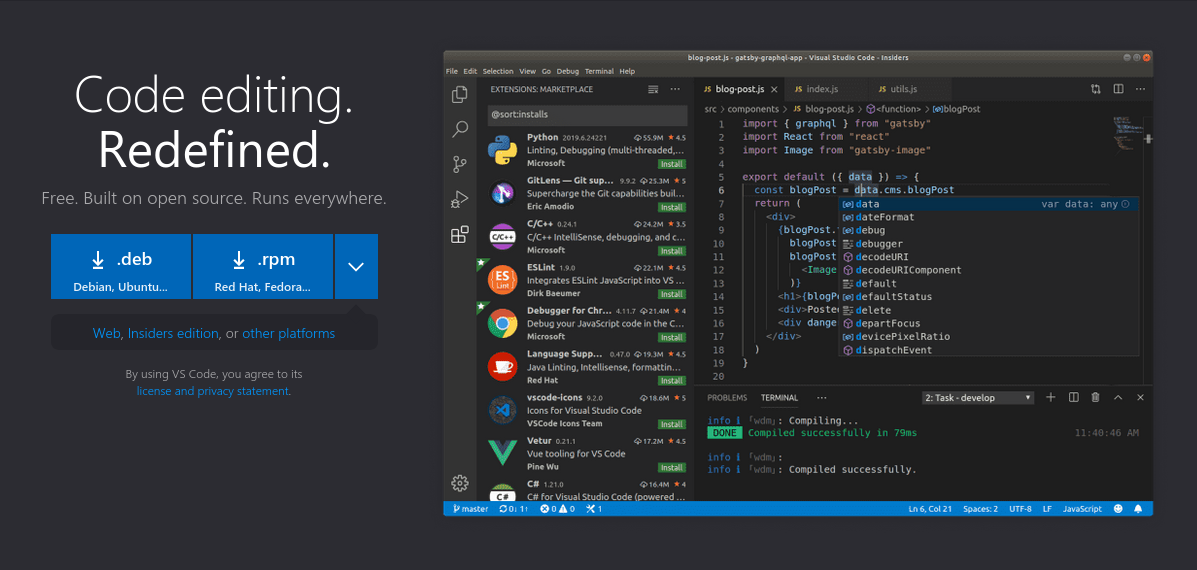 Code editing.
Redefined.
Free. Built on open source. Runs everywhere.
.deb
Debian, Ubuntu...
.rpm
Red Hat, Fedora...
Web, Insiders edition, or other platforms
By using VS Code, you agree to its
license and privacy statement.
blog-post.js - gatsby-graphql-app - Visual Studio Code - Insiders
File Edit Selection View Go Debug Terminal Help
EXTENSIONS: MARKETPLACE
@sort:installs
Python 2019.6.24221 55.9M ★ 4.5
Linting, Debugging (multi-threaded,...
Microsoft Install
GitLens — Git sup... 9.9.2 25.3M ★ 5
Supercharge the Git capabilities buil...
Eric Amodio Install
C/C++
C/C++ 0.24.1 24.2M ★ 3.5
C/C++ IntelliSense, debugging, and c...
Microsoft Install
ES
Lint
ESLint 1.9.0 22.1M ★ 4.5
Integrates ESLint JavaScript into VS ...
Dirk Baeumer Install
Debugger for Chr... 4.11.7 21.4M ★ 4
Debug your JavaScript code in the C...
Microsoft Install
Language Supp... 0.47.0 19.3M ★ 4.5
Java Linting, Intellisense, formattin...
Red Hat Install
vscode-icons 9.2.0 18.6M ★ 5
Icons for Visual Studio Code
VSCode Icons Team Install
Vetur 0.21.1 17.2M ★ 4.5
Vue tooling for VS Code
Pine Wu Install
C#
C# 1.21.0 16.4M ★ 4
C# for Visual Studio Code (powered ...
Microsoft Install
JS blog-post.js × JS index.js JS utils.js
src > components > JS blog-post.js > <function> > blogPost
1 import { graphql } from "gatsby"
2 import React from "react"
3 import Image from "gatsby-image"
4
5 export default ({ data }) => {
6 const blogPost = data.cms.blogPost
7 return (
8 <div>
9 {blogPost.
10 blogPost
11 blogPost
12 <Image
13 )}
14 <h1>{blogPo
15 <div>Poste
16 <div dange
17 </div>
18 )
19 }
20
data var data: any
dateFormat
debug
debugger
decodeURI
decodeURIComponent
default
defaultStatus
delete
departFocus
devicePixelRatio
dispatchEvent
PROBLEMS TERMINAL ... 2: Task - develop
info ℹ ｢wdm｣: Compiling...
DONE Compiled successfully in 79ms 11:40:46 AM
info ℹ ｢wdm｣:
info ℹ ｢wdm｣: Compiled successfully.
master 0↓ 1↑ 0 0 1 Ln 6, Col 21 Spaces: 2 UTF-8 LF JavaScript